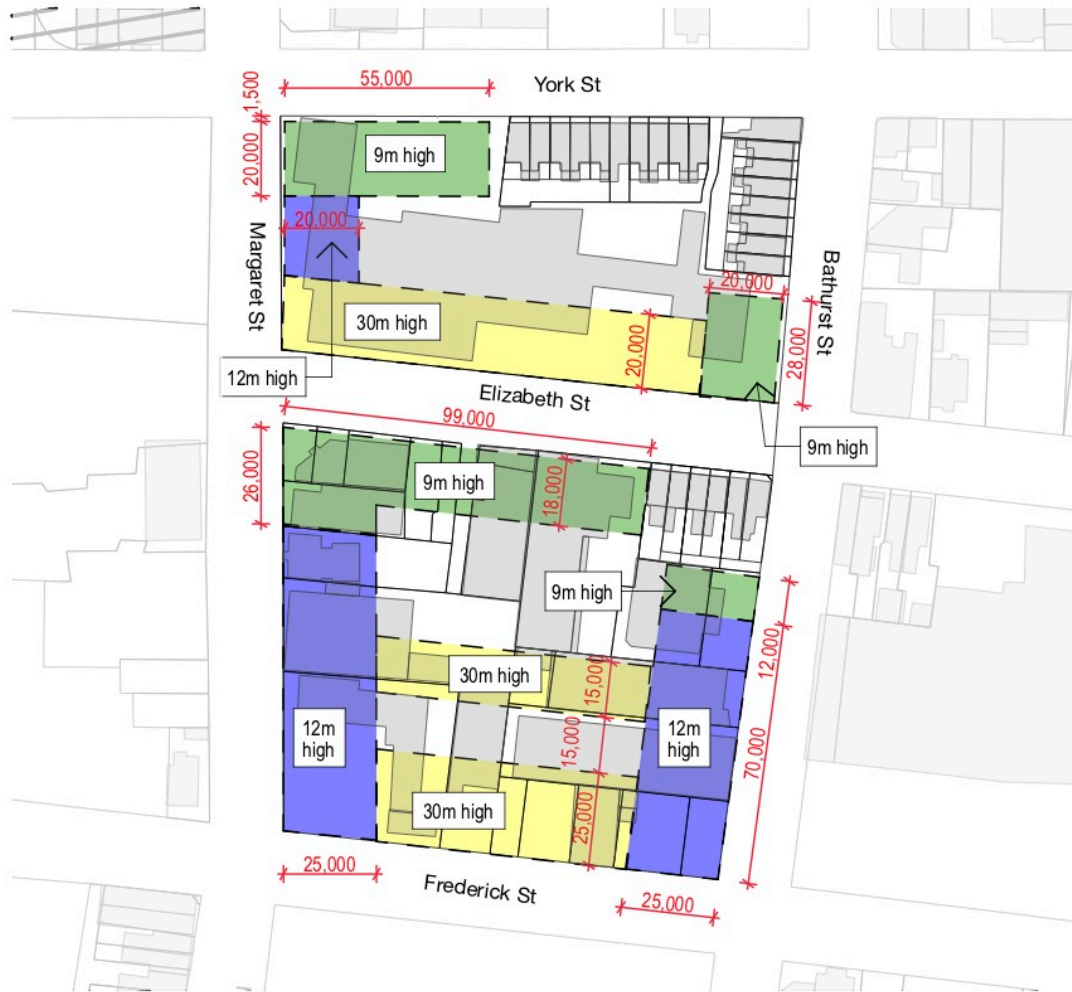 York St
55,000
1,500
20,000
9m high
20,000
Margaret St
Bathurst St
20,000
30m high
20,000
28,000
12m high
Elizabeth St
99,000
9m high
26,000
9m high
18,000
9m high
12,000
30m high
15,000
12m
high
12m
high
15,000
70,000
30m high
25,000
25,000
Frederick St
25,000